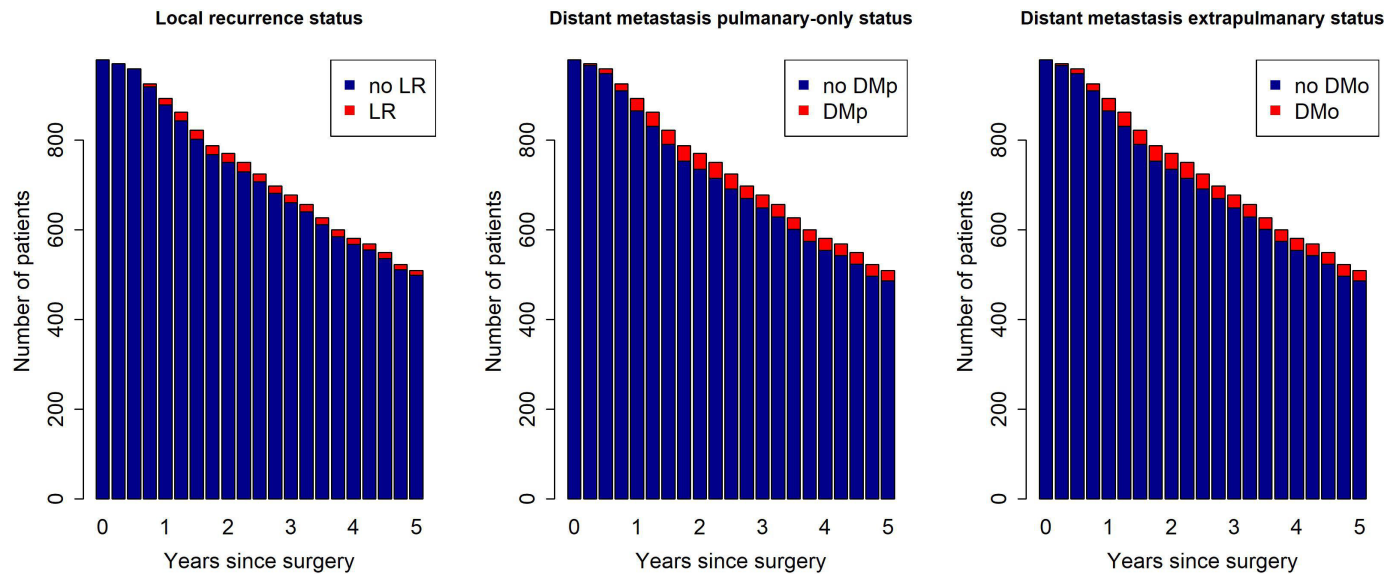 Local recurrence status
no LR
LR
Number of patients
0
200
400
600
800
0 1 2 3 4 5
Years since surgery
Distant metastasis pulmanary-only status
no DMp
DMp
Number of patients
0
200
400
600
800
0 1 2 3 4 5
Years since surgery
Distant metastasis extrapulmanary status
no DMo
DMo
Number of patients
0
200
400
600
800
0 1 2 3 4 5
Years since surgery